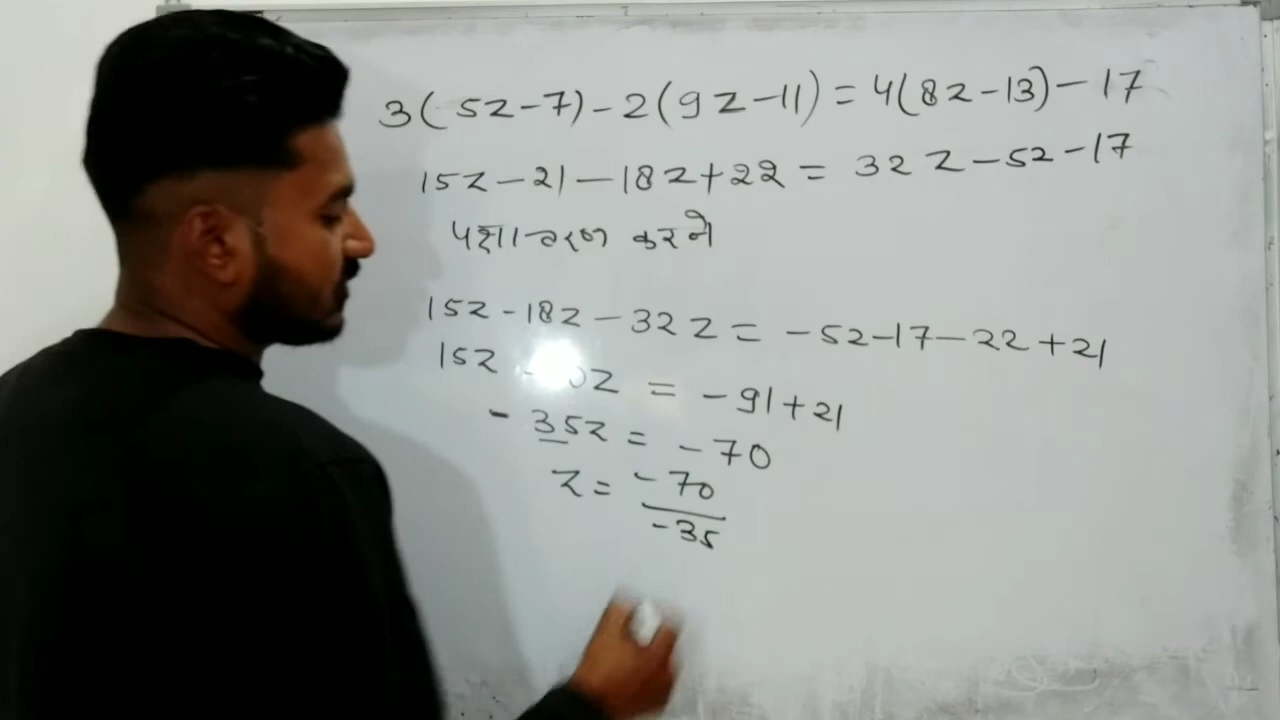 3(5z-7)-2(9z-11)=4(8z-13)-17
15z-21-18z+22=32z-52-17
पक्षान्तरण करने
15z-18z-32z=-52-17-22+21
15z - 0z = -91+21
-35z=-70
z=-70/-35